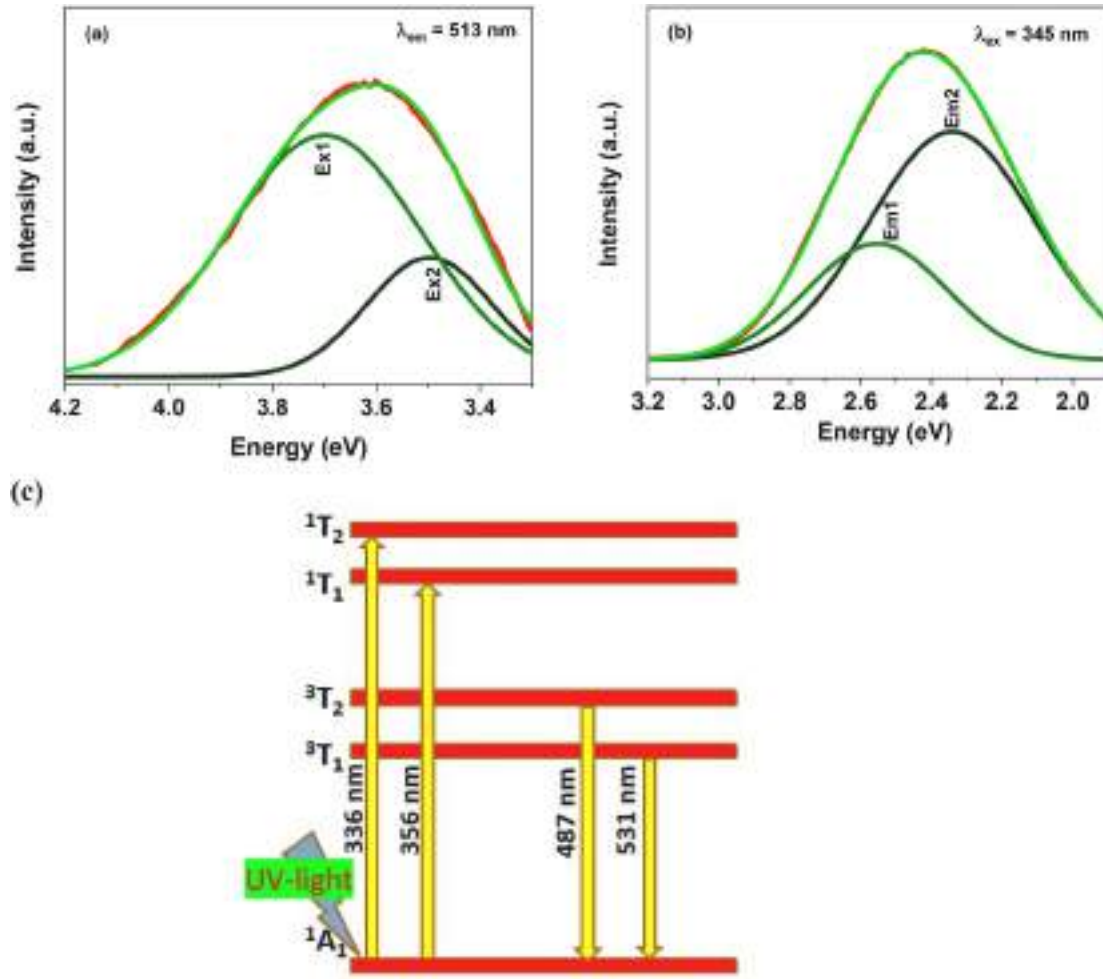 (a)
λem = 513 nm
Intensity (a.u.)
Ex1
Ex2
4.2 4.0 3.8 3.6 3.4
Energy (eV)
(b)
λex = 345 nm
Intensity (a.u.)
Em1
Em2
3.2 3.0 2.8 2.6 2.4 2.2 2.0
Energy (eV)
(c)
¹T₂
¹T₁
³T₂
³T₁
336 nm
356 nm
487 nm
531 nm
UV-light
¹A₁